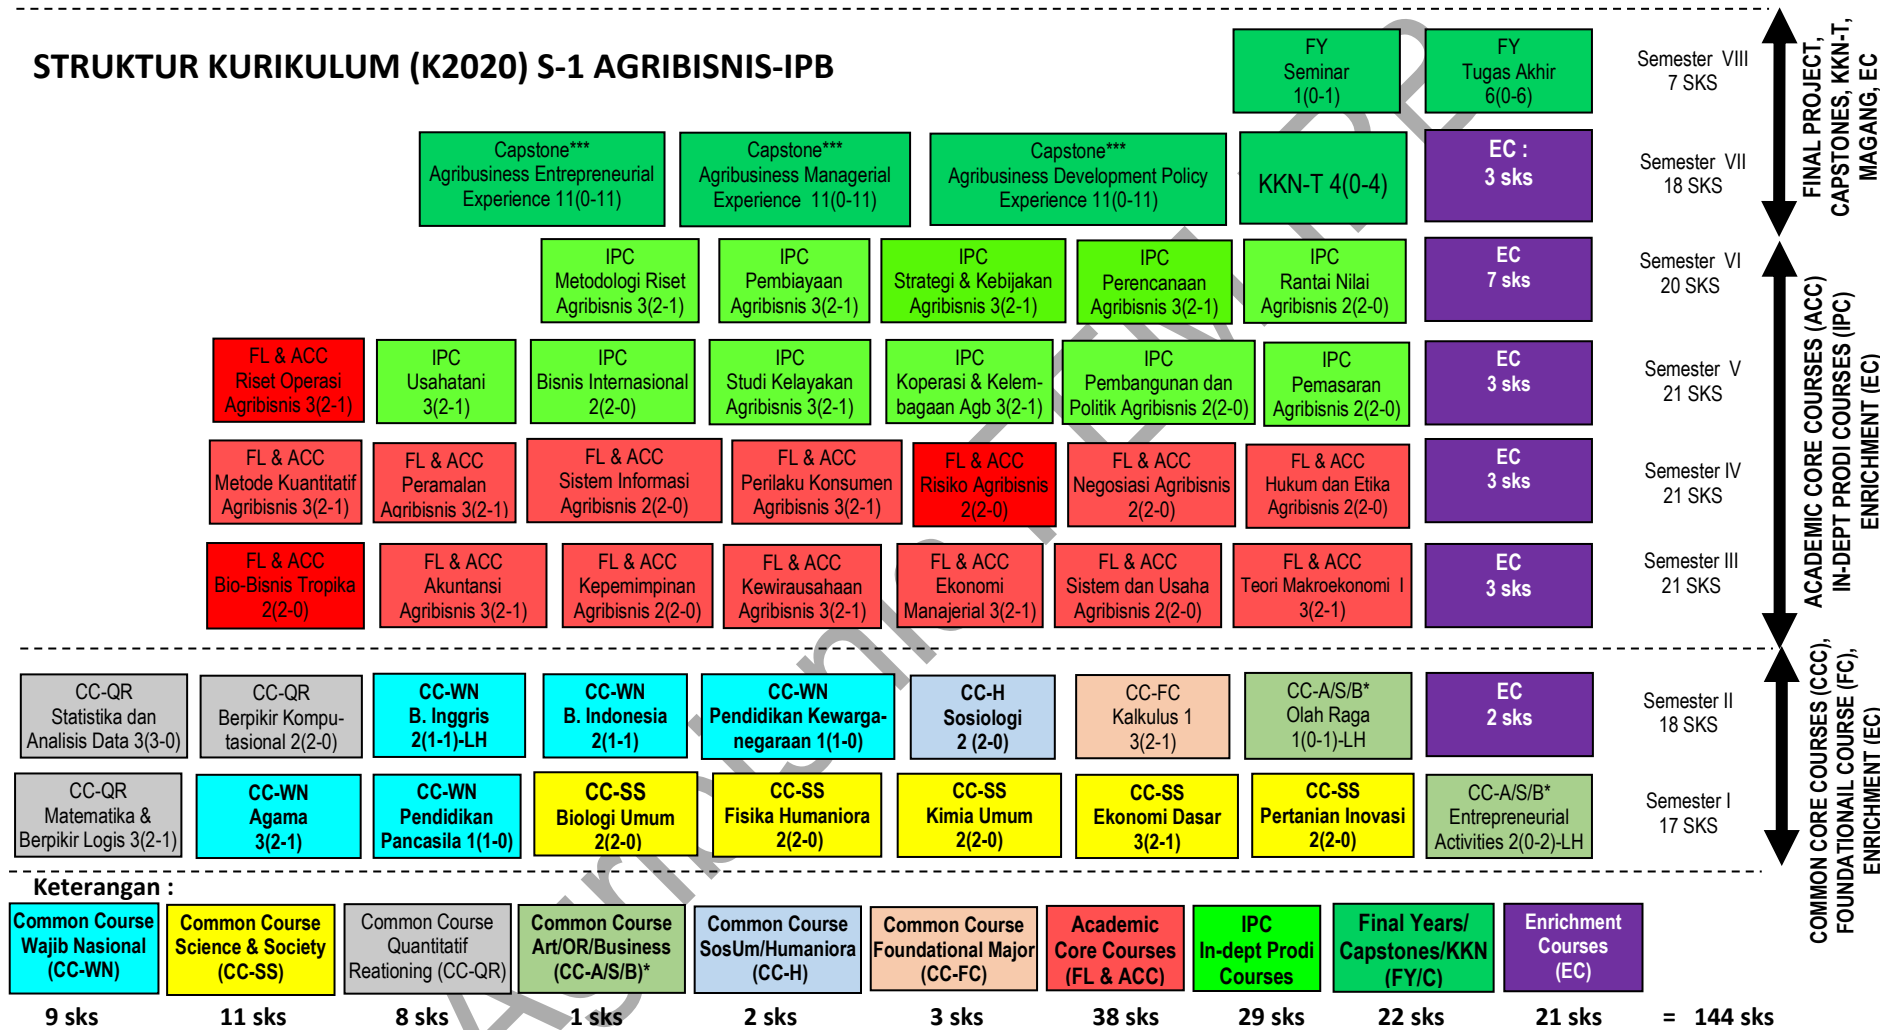 STRUKTUR KURIKULUM (K2020) S-1 AGRIBISNIS-IPB
FY
Seminar
1(0-1)
FY
Tugas Akhir
6(0-6)
Semester VIII
7 SKS
FINAL PROJECT,
CAPSTONES, KKN-T,
MAGANG, EC
Capstone***
Agribusiness Entrepreneurial
Experience 11(0-11)
Capstone***
Agribusiness Managerial
Experience 11(0-11)
Capstone***
Agribusiness Development Policy
Experience 11(0-11)
KKN-T 4(0-4)
EC :
3 sks
Semester VII
18 SKS
IPC
Metodologi Riset
Agribisnis 3(2-1)
IPC
Pembiayaan
Agribisnis 3(2-1)
IPC
Strategi & Kebijakan
Agribisnis 3(2-1)
IPC
Perencanaan
Agribisnis 3(2-1)
IPC
Rantai Nilai
Agribisnis 2(2-0)
EC
7 sks
Semester VI
20 SKS
ACADEMIC CORE COURSES (ACC)
IN-DEPT PRODI COURSES (IPC)
ENRICHMENT (EC)
FL & ACC
Riset Operasi
Agribisnis 3(2-1)
IPC
Usahatani
3(2-1)
IPC
Bisnis Internasional
2(2-0)
IPC
Studi Kelayakan
Agribisnis 3(2-1)
IPC
Koperasi & Kelem-
bagaan Agb 3(2-1)
IPC
Pembangunan dan
Politik Agribisnis 2(2-0)
IPC
Pemasaran
Agribisnis 2(2-0)
EC
3 sks
Semester V
21 SKS
FL & ACC
Metode Kuantitatif
Agribisnis 3(2-1)
FL & ACC
Peramalan
Agribisnis 3(2-1)
FL & ACC
Sistem Informasi
Agribisnis 2(2-0)
FL & ACC
Perilaku Konsumen
Agribisnis 3(2-1)
FL & ACC
Risiko Agribisnis
2(2-0)
FL & ACC
Negosiasi Agribisnis
2(2-0)
FL & ACC
Hukum dan Etika
Agribisnis 2(2-0)
EC
3 sks
Semester IV
21 SKS
FL & ACC
Bio-Bisnis Tropika
2(2-0)
FL & ACC
Akuntansi
Agribisnis 3(2-1)
FL & ACC
Kepemimpinan
Agribisnis 2(2-0)
FL & ACC
Kewirausahaan
Agribisnis 3(2-1)
FL & ACC
Ekonomi
Manajerial 3(2-1)
FL & ACC
Sistem dan Usaha
Agribisnis 2(2-0)
FL & ACC
Teori Makroekonomi I
3(2-1)
EC
3 sks
Semester III
21 SKS
CC-QR
Statistika dan
Analisis Data 3(3-0)
CC-QR
Berpikir Kompu-
tasional 2(2-0)
CC-WN
B. Inggris
2(1-1)-LH
CC-WN
B. Indonesia
2(1-1)
CC-WN
Pendidikan Kewarga-
negaraan 1(1-0)
CC-H
Sosiologi
2 (2-0)
CC-FC
Kalkulus 1
3(2-1)
CC-A/S/B*
Olah Raga
1(0-1)-LH
EC
2 sks
Semester II
18 SKS
COMMON CORE COURSES (CCC),
FOUNDATIONAIL COURSE (FC),
ENRICHMENT (EC)
CC-QR
Matematika &
Berpikir Logis 3(2-1)
CC-WN
Agama
3(2-1)
CC-WN
Pendidikan
Pancasila 1(1-0)
CC-SS
Biologi Umum
2(2-0)
CC-SS
Fisika Humaniora
2(2-0)
CC-SS
Kimia Umum
2(2-0)
CC-SS
Ekonomi Dasar
3(2-1)
CC-SS
Pertanian Inovasi
2(2-0)
CC-A/S/B*
Entrepreneurial
Activities 2(0-2)-LH
Semester I
17 SKS
Keterangan :
Common Course
Wajib Nasional
(CC-WN)
Common Course
Science & Society
(CC-SS)
Common Course
Quantitatif
Reationing (CC-QR)
Common Course
Art/OR/Business
(CC-A/S/B)*
Common Course
SosUm/Humaniora
(CC-H)
Common Course
Foundational Major
(CC-FC)
Academic
Core Courses
(FL & ACC)
IPC
In-dept Prodi
Courses
Final Years/
Capstones/KKN
(FY/C)
Enrichment
Courses
(EC)
9 sks 11 sks 8 sks 1 sks 2 sks 3 sks 38 sks 29 sks 22 sks 21 sks = 144 sks